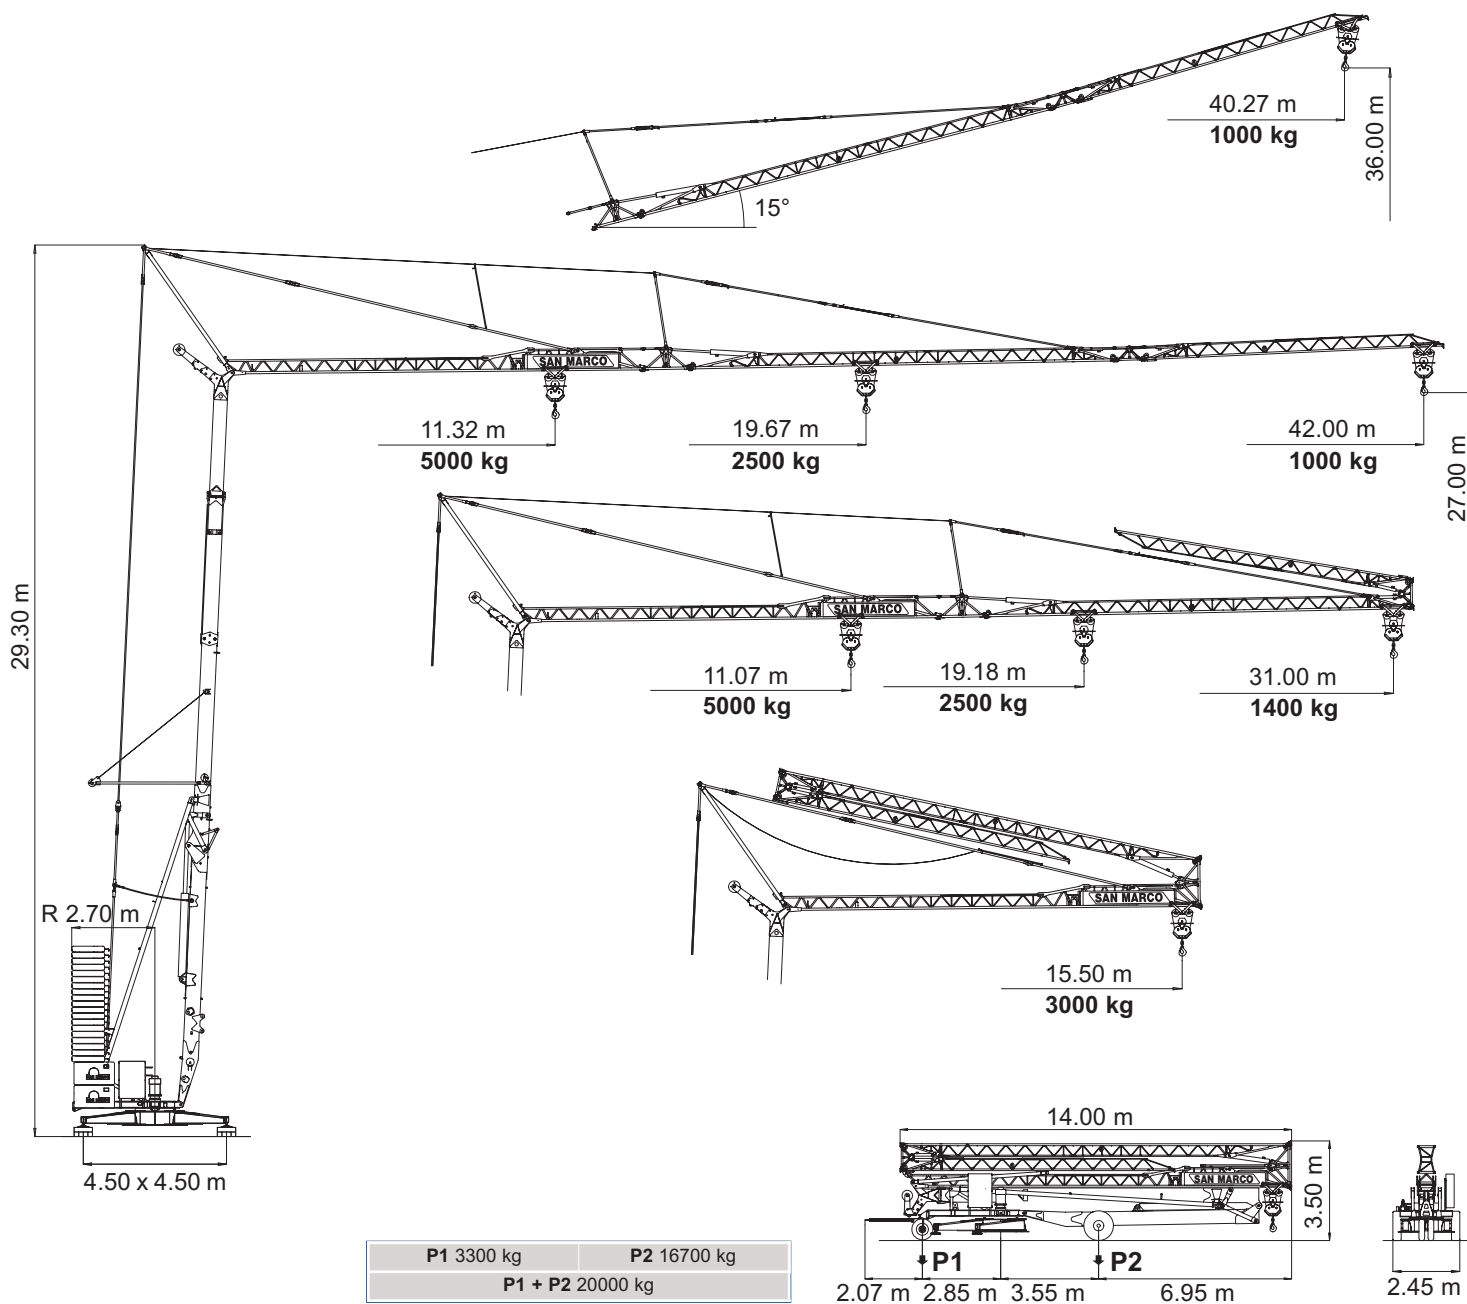 40.27 m
1000 kg
36.00 m
15°
SAN MARCO
11.32 m
5000 kg
19.67 m
2500 kg
42.00 m
1000 kg
27.00 m
29.30 m
SAN MARCO
11.07 m
5000 kg
19.18 m
2500 kg
31.00 m
1400 kg
R 2.70 m
SAN MARCO
15.50 m
3000 kg
4.50 x 4.50 m
14.00 m
SAN MARCO
3.50 m
P1
P2
2.07 m 2.85 m 3.55 m 6.95 m
2.45 m
P1 3300 kg P2 16700 kg
P1 + P2 20000 kg